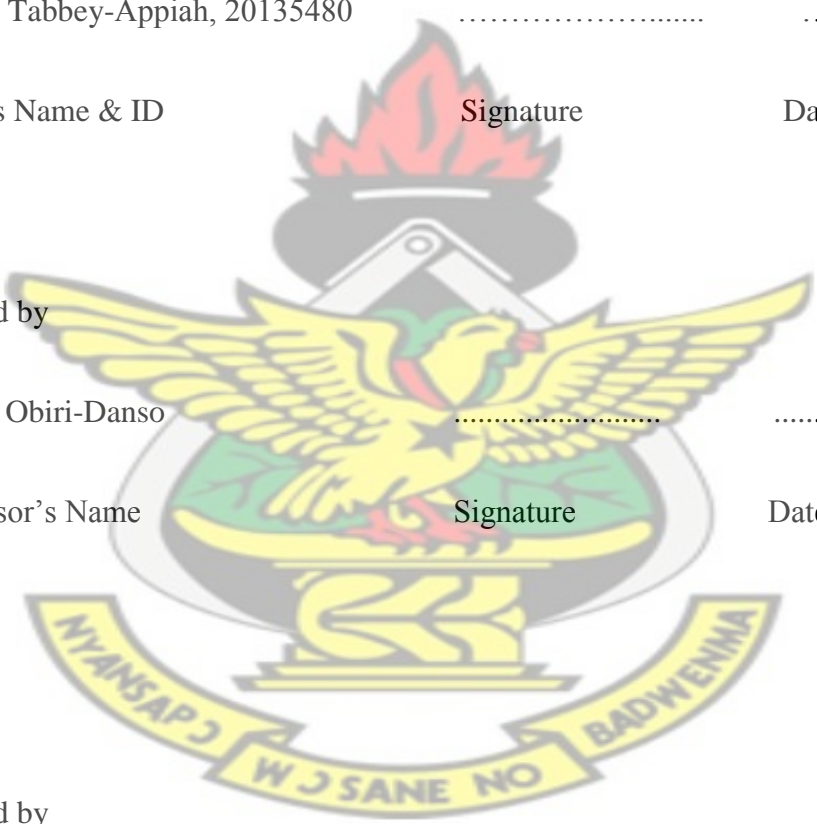 Tabbey-Appiah, 20135480 ………………....... ..
s Name & ID Signature Da
d by
Obiri-Danso ........................ .....
sor’s Name Signature Date
NYANSAPƆ WƆSANE NO BADWENMA
d by